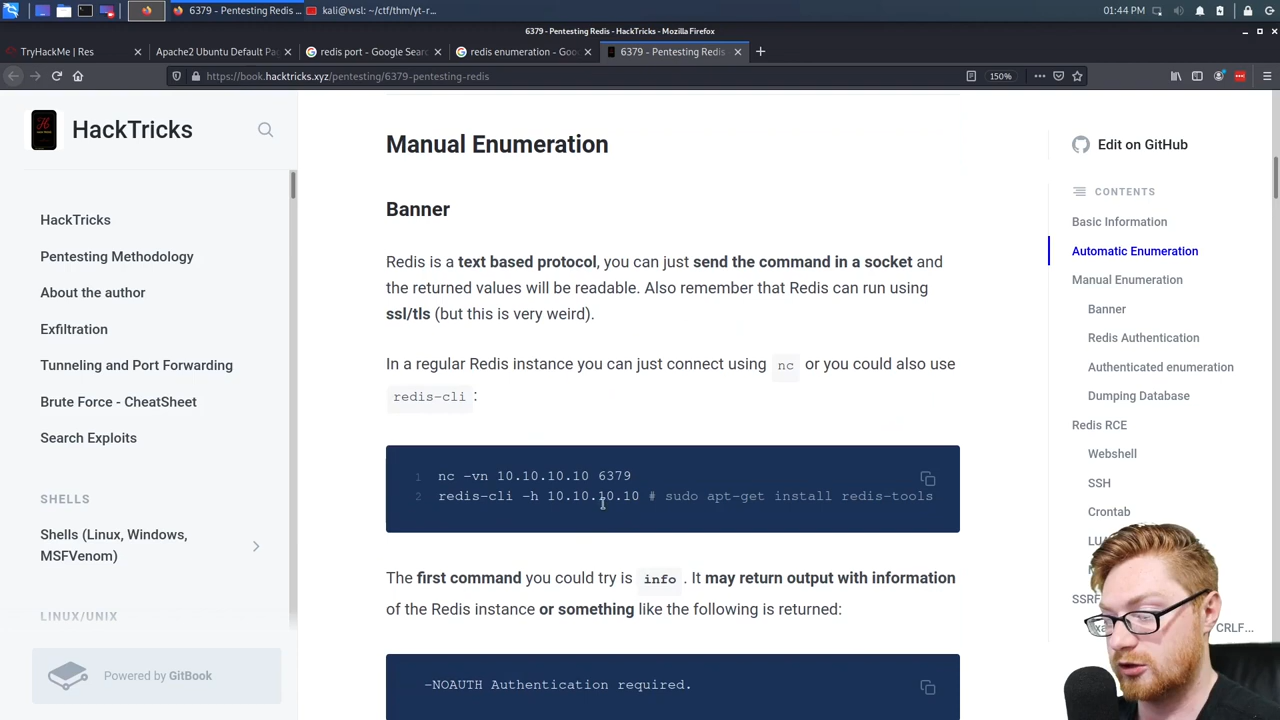 6379 - Pentesting Redis ...
kali@wsl: ~/ctf/thm/yt-r...
01:44 PM
6379 - Pentesting Redis - HackTricks - Mozilla Firefox
TryHackMe | Res
Apache2 Ubuntu Default Pa
redis port - Google Searc
redis enumeration - Goo
6379 - Pentesting Redis
https://book.hacktricks.xyz/pentesting/6379-pentesting-redis
150%
HackTricks
HackTricks
Pentesting Methodology
About the author
Exfiltration
Tunneling and Port Forwarding
Brute Force - CheatSheet
Search Exploits
SHELLS
Shells (Linux, Windows,
MSFVenom)
LINUX/UNIX
Powered by GitBook
Manual Enumeration
Banner
Redis is a text based protocol, you can just send the command in a socket and
the returned values will be readable. Also remember that Redis can run using
ssl/tls (but this is very weird).
In a regular Redis instance you can just connect using nc or you could also use
redis-cli :
1 nc -vn 10.10.10.10 6379
2 redis-cli -h 10.10.10.10 # sudo apt-get install redis-tools
The first command you could try is info . It may return output with information
of the Redis instance or something like the following is returned:
-NOAUTH Authentication required.
Edit on GitHub
CONTENTS
Basic Information
Automatic Enumeration
Manual Enumeration
Banner
Redis Authentication
Authenticated enumeration
Dumping Database
Redis RCE
Webshell
SSH
Crontab
LUA
SSRF
CRLF...